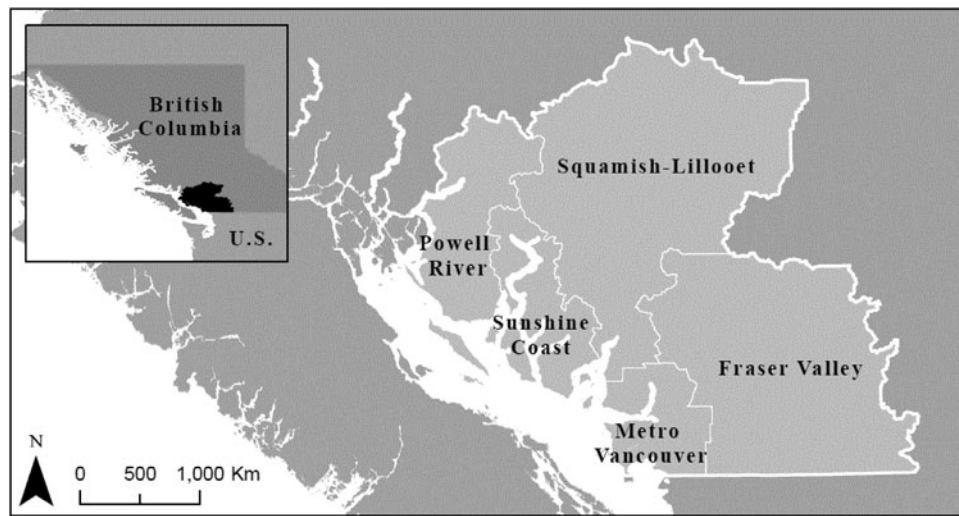 British
Columbia
U.S.
Squamish-Lillooet
Powell
River
Sunshine
Coast
Fraser Valley
Metro
Vancouver
N
0 500 1,000 Km